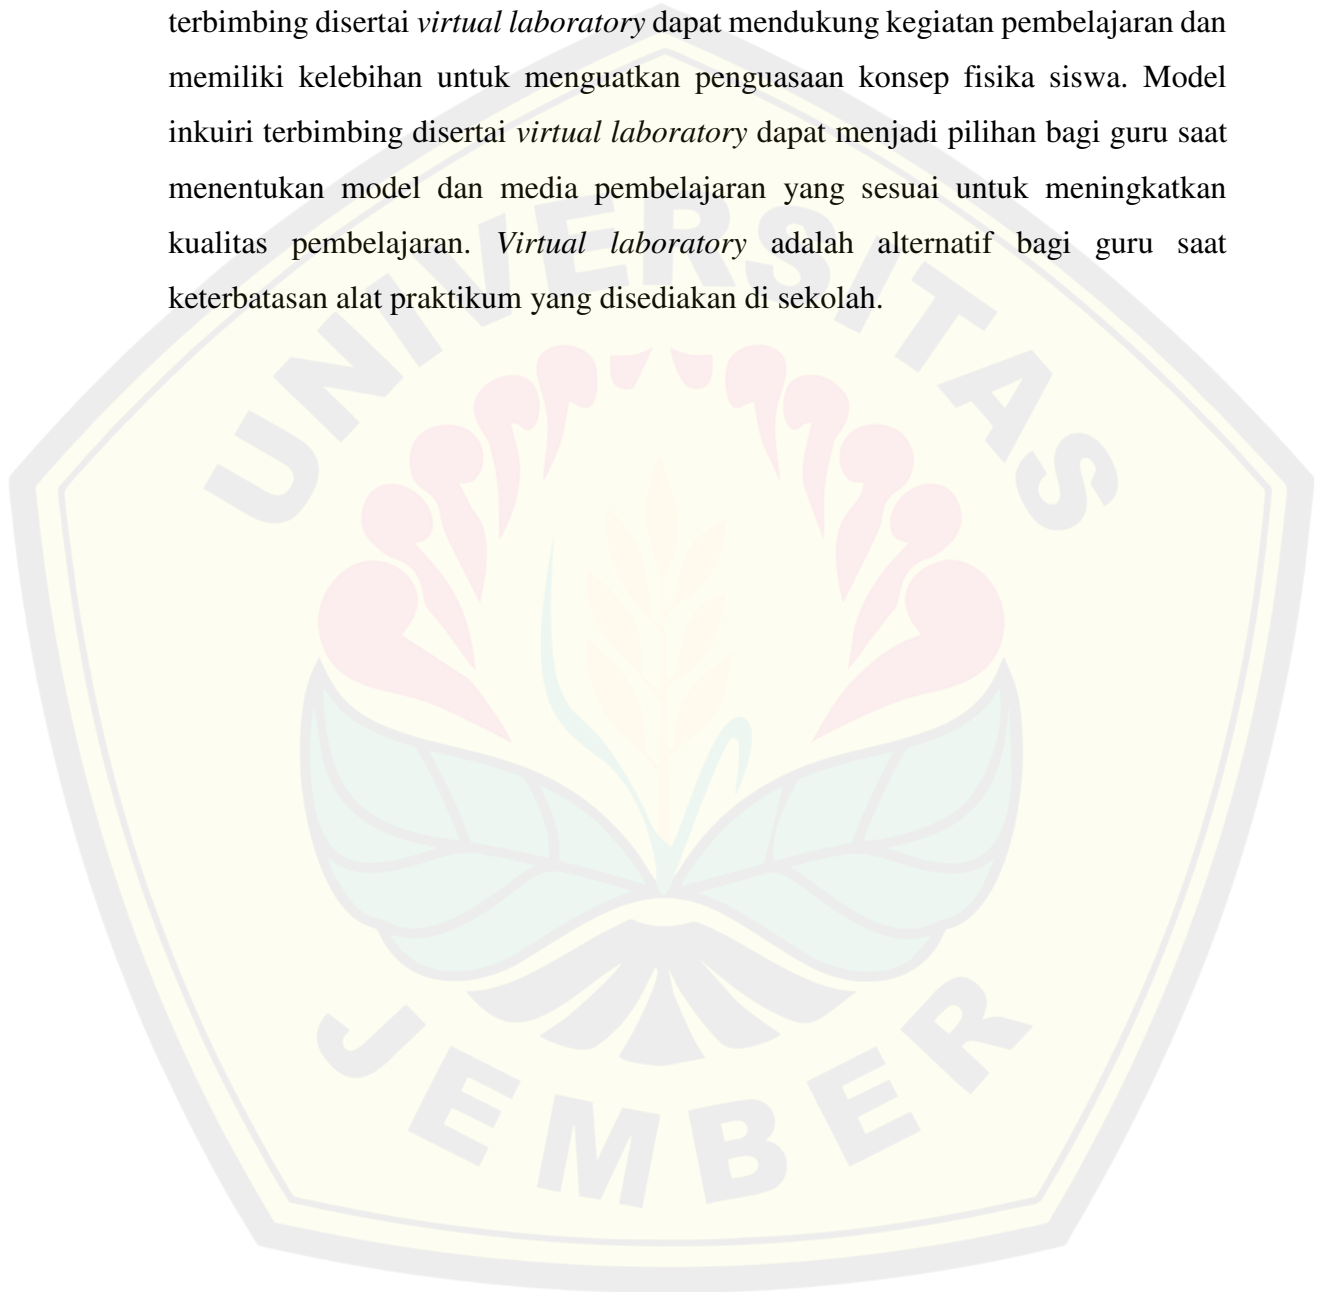 terbimbing disertai virtual laboratory dapat mendukung kegiatan pembelajaran dan
memiliki kelebihan untuk menguatkan penguasaan konsep fisika siswa. Model
inkuiri terbimbing disertai virtual laboratory dapat menjadi pilihan bagi guru saat
menentukan model dan media pembelajaran yang sesuai untuk meningkatkan
kualitas pembelajaran. Virtual laboratory adalah alternatif bagi guru saat
keterbatasan alat praktikum yang disediakan di sekolah.
UNIVERSITAS
JEMBER